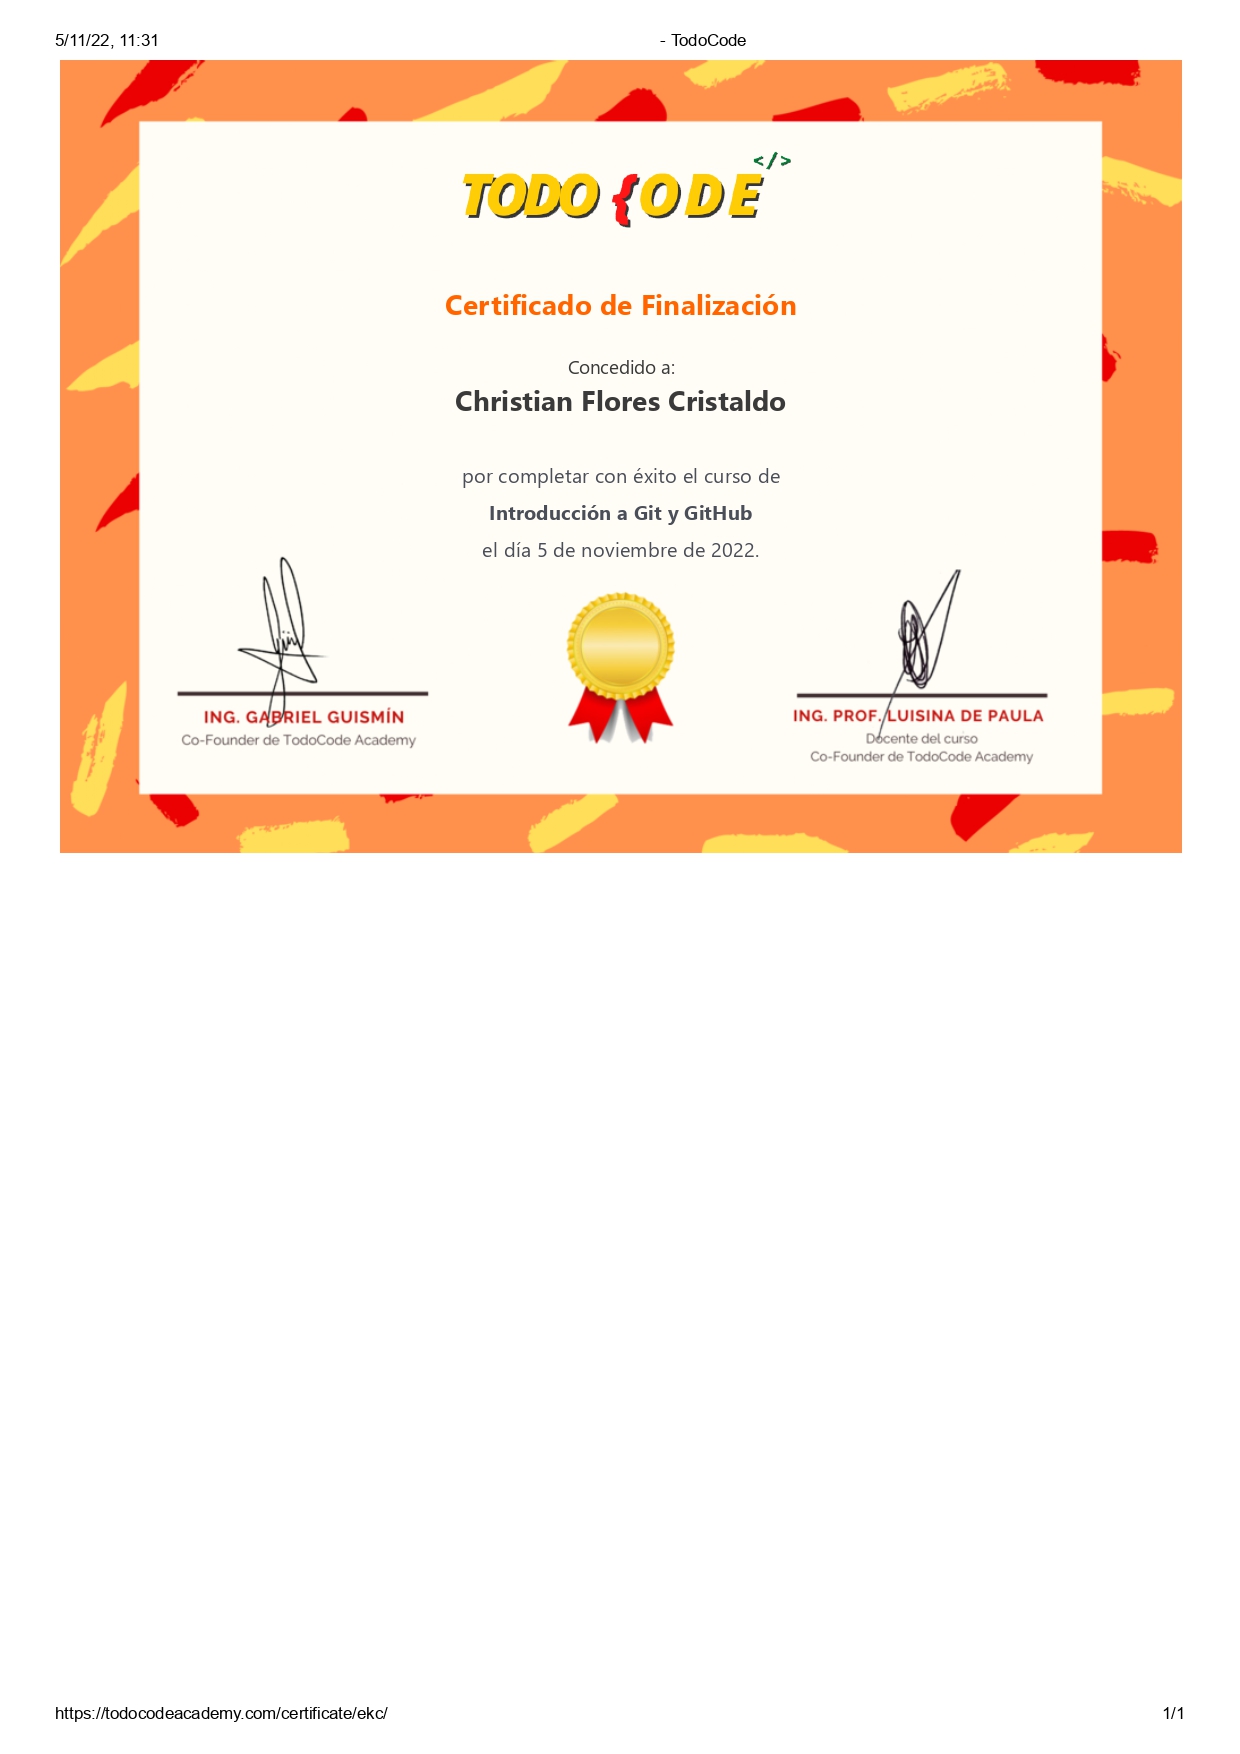 5/11/22, 11:31
- TodoCode
</>
TODO {ODE
Certificado de Finalización
Concedido a:
Christian Flores Cristaldo
por completar con éxito el curso de
Introducción a Git y GitHub
el día 5 de noviembre de 2022.
ING. GABRIEL GUISMÍN
Co-Founder de TodoCode Academy
ING. PROF. LUISINA DE PAULA
Docente del curso
Co-Founder de TodoCode Academy
https://todocodeacademy.com/certificate/ekc/
1/1